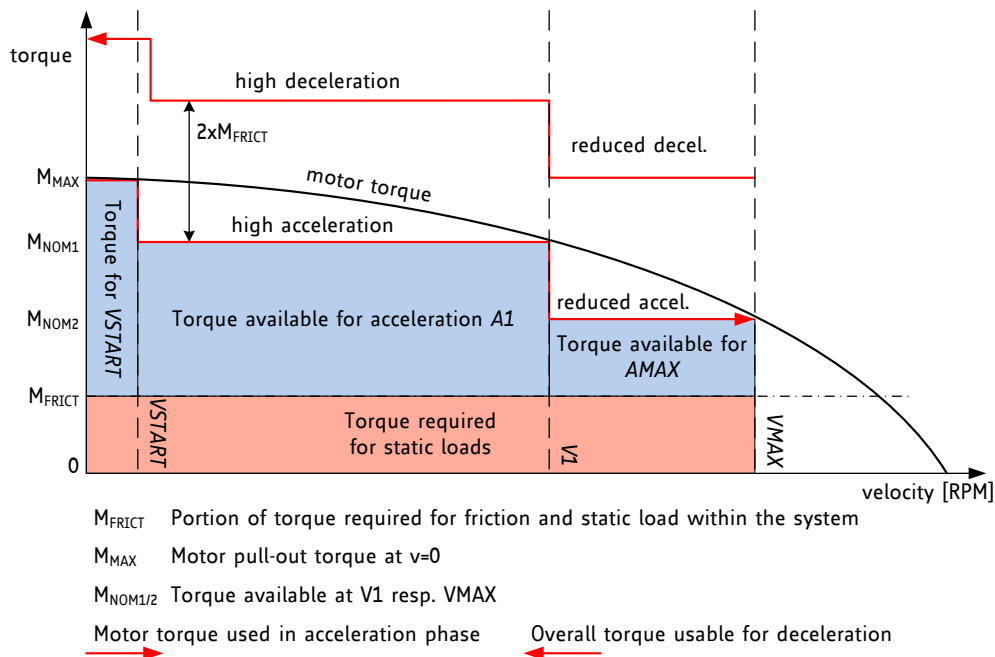 torque
high deceleration
2xMFRICT
reduced decel.
MMAX
motor torque
Torque for VSTART
MNOM1
high acceleration
MNOM2
Torque available for acceleration A1
reduced accel.
Torque available for
AMAX
MFRICT
VSTART
Torque required
for static loads
V1
VMAX
0
velocity [RPM]
MFRICT Portion of torque required for friction and static load within the system
MMAX Motor pull-out torque at v=0
MNOM1/2 Torque available at V1 resp. VMAX
Motor torque used in acceleration phase
Overall torque usable for deceleration